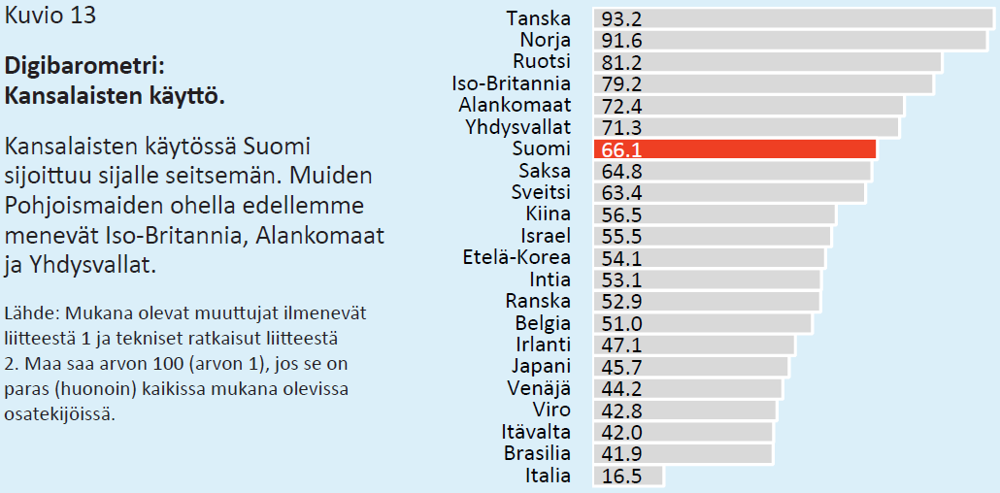 Kuvio 13
Digibarometri:
Kansalaisten käyttö.
Kansalaisten käytössä Suomi
sijoittuu sijalle seitsemän. Muiden
Pohjoismaiden ohella edellemme
menevät Iso-Britannia, Alankomaat
ja Yhdysvallat.
Lähde: Mukana olevat muuttujat ilmenevät
liitteestä 1 ja tekniset ratkaisut liitteestä
2. Maa saa arvon 100 (arvon 1), jos se on
paras (huonoin) kaikissa mukana olevissa
osatekijöissä.
Tanska 93.2
Norja 91.6
Ruotsi 81.2
Iso-Britannia 79.2
Alankomaat 72.4
Yhdysvallat 71.3
Suomi 66.1
Saksa 64.8
Sveitsi 63.4
Kiina 56.5
Israel 55.5
Etelä-Korea 54.1
Intia 53.1
Ranska 52.9
Belgia 51.0
Irlanti 47.1
Japani 45.7
Venäjä 44.2
Viro 42.8
Itävalta 42.0
Brasilia 41.9
Italia 16.5